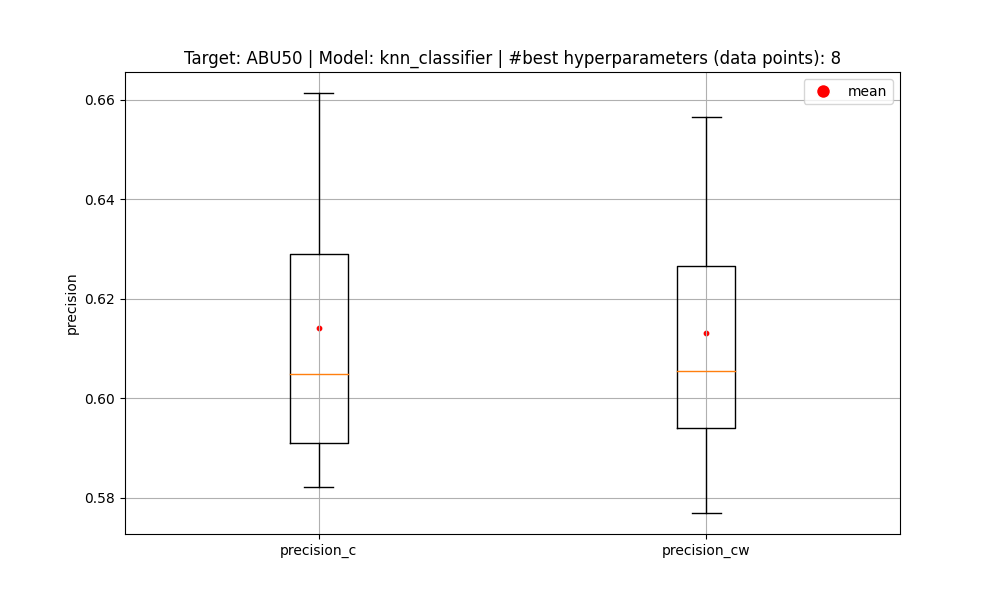 Target: ABU50 | Model: knn_classifier | #best hyperparameters (data points): 8
mean
0.66
0.64
0.62
0.60
0.58
precision
precision_c
precision_cw